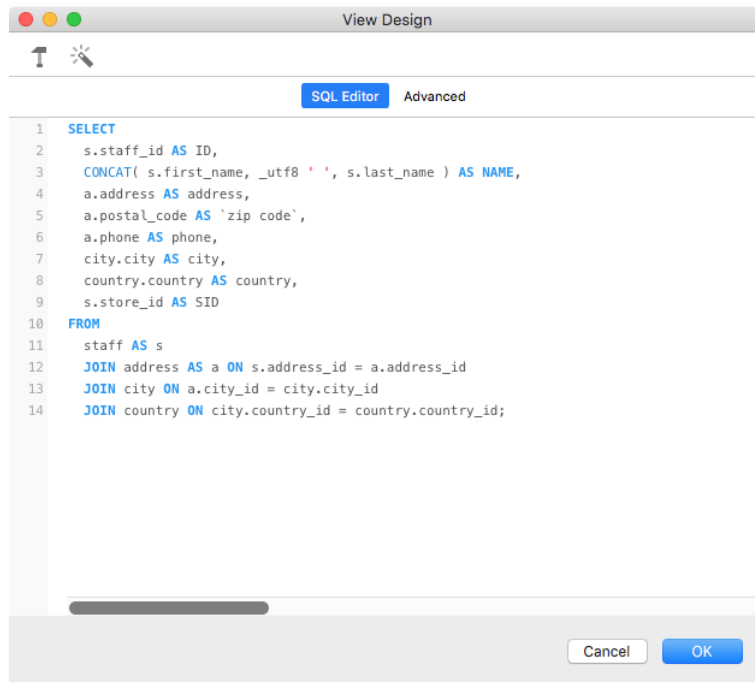 View Design
SQL Editor Advanced
1 SELECT
2 s.staff_id AS ID,
3 CONCAT( s.first_name, _utf8 ' ', s.last_name ) AS NAME,
4 a.address AS address,
5 a.postal_code AS `zip code`,
6 a.phone AS phone,
7 city.city AS city,
8 country.country AS country,
9 s.store_id AS SID
10 FROM
11 staff AS s
12 JOIN address AS a ON s.address_id = a.address_id
13 JOIN city ON a.city_id = city.city_id
14 JOIN country ON city.country_id = country.country_id;
Cancel OK